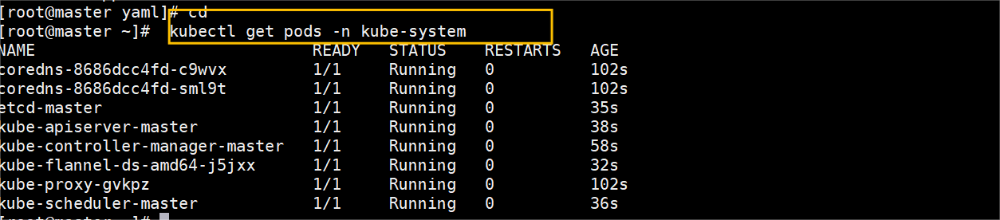 [root@master yaml]# cd
[root@master ~]# kubectl get pods -n kube-system
NAME READY STATUS RESTARTS AGE
coredns-8686dcc4fd-c9wvx 1/1 Running 0 102s
coredns-8686dcc4fd-sml9t 1/1 Running 0 102s
etcd-master 1/1 Running 0 35s
kube-apiserver-master 1/1 Running 0 38s
kube-controller-manager-master 1/1 Running 0 58s
kube-flannel-ds-amd64-j5jxx 1/1 Running 0 32s
kube-proxy-gvkpz 1/1 Running 0 102s
kube-scheduler-master 1/1 Running 0 36s
[root@master ~]#